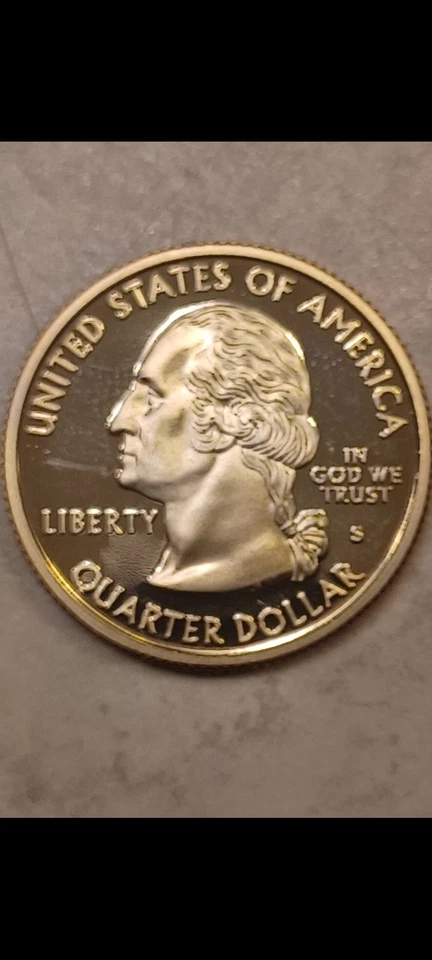 UNITED STATES OF AMERICA
IN
GOD WE
TRUST
LIBERTY
S
QUARTER DOLLAR